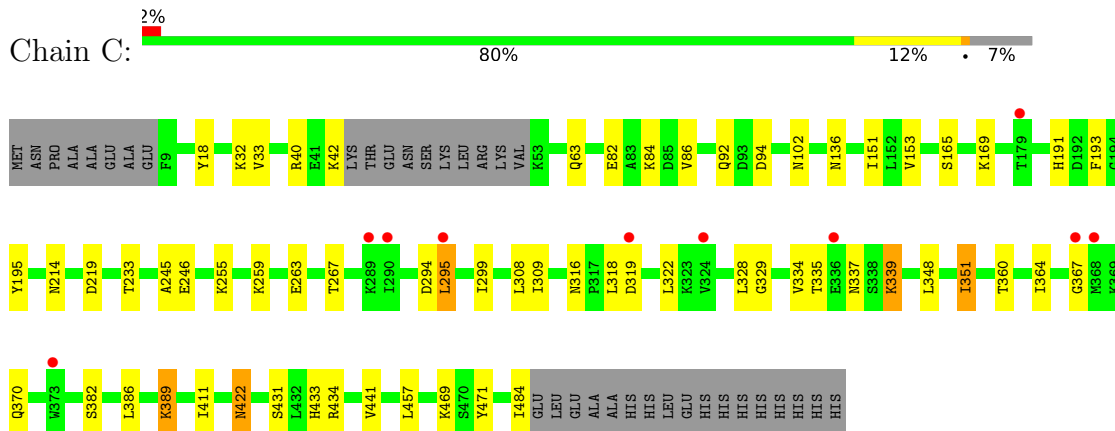 2%
Chain C:
80% 12% • 7%
MET ASN PRO ALA ALA GLU ALA GLU F9 Y18 K32 V33 R40 E41 K42 LYS THR GLU ASN SER LYS LEU ARG LYS VAL K53 Q63 E82 A83 K84 D85 V86 Q92 D93 D94 N102 N136 I151 L152 V153 S165 K169 T179 H191 D192 F193 G194
Y195 N214 D219 T233 A245 E246 K255 K259 E263 T267 K289 I290 D294 L295 I299 L308 I309 N316 P317 L318 D319 L322 K323 V324 L328 G329 V334 T335 E336 N337 S338 K339 L348 I351 T360 I364 G367 M368 K369
Q370 W373 S382 L386 K389 I411 N422 S431 L432 H433 R434 V441 L457 K469 S470 Y471 I484 GLU LEU GLU ALA ALA HIS HIS LEU GLU HIS HIS HIS HIS HIS HIS HIS HIS